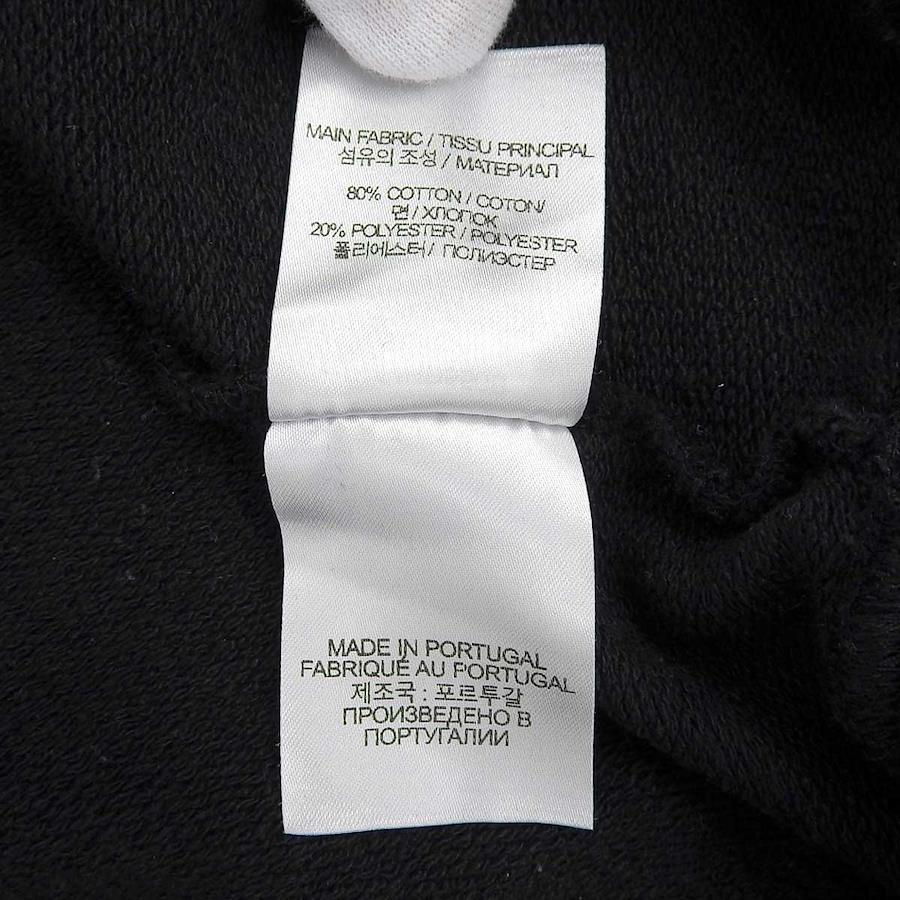 MAIN FABRIC / TISSU PRINCIPAL
섬유의 조성 / МАТЕРИАЛ
80% COTTON / COTON/
면 / ХЛОПОК
20% POLYESTER / POLYESTER
폴리에스터 / ПОЛИЭСТЕР
MADE IN PORTUGAL
FABRIQUÉ AU PORTUGAL
제조국 : 포르투갈
ПРОИЗВЕДЕНО В
ПОРТУГАЛИИ